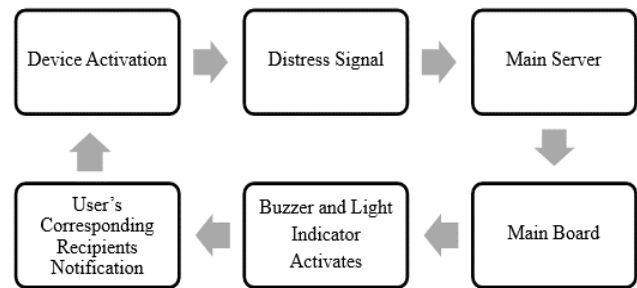 Device Activation
Distress Signal
Main Server
User’s
Corresponding
Recipients
Notification
Buzzer and Light
Indicator
Activates
Main Board